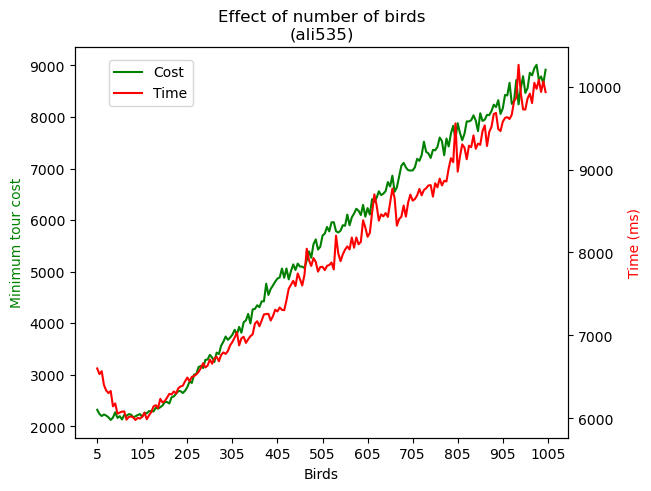 Effect of number of birds
(ali535)
Cost
Time
Minimum tour cost
9000
8000
7000
6000
5000
4000
3000
2000
10000
9000
8000
7000
6000
Time (ms)
5 105 205 305 405 505 605 705 805 905 1005
Birds